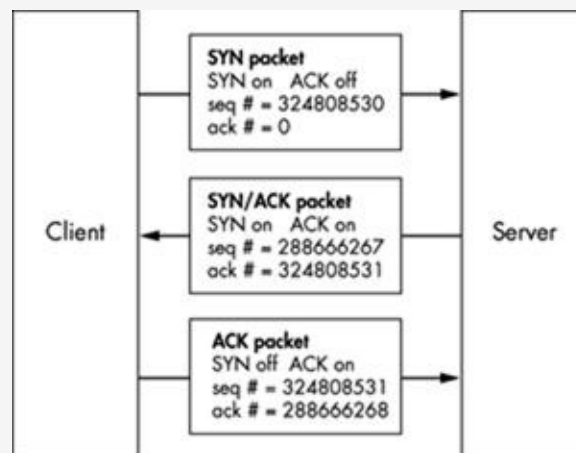 SYN packet
SYN on ACK off
seq # = 324808530
ack # = 0
SYN/ACK packet
SYN on ACK on
seq # = 288666267
ack # = 324808531
Client
Server
ACK packet
SYN off ACK on
seq # = 324808531
ack # = 288666268